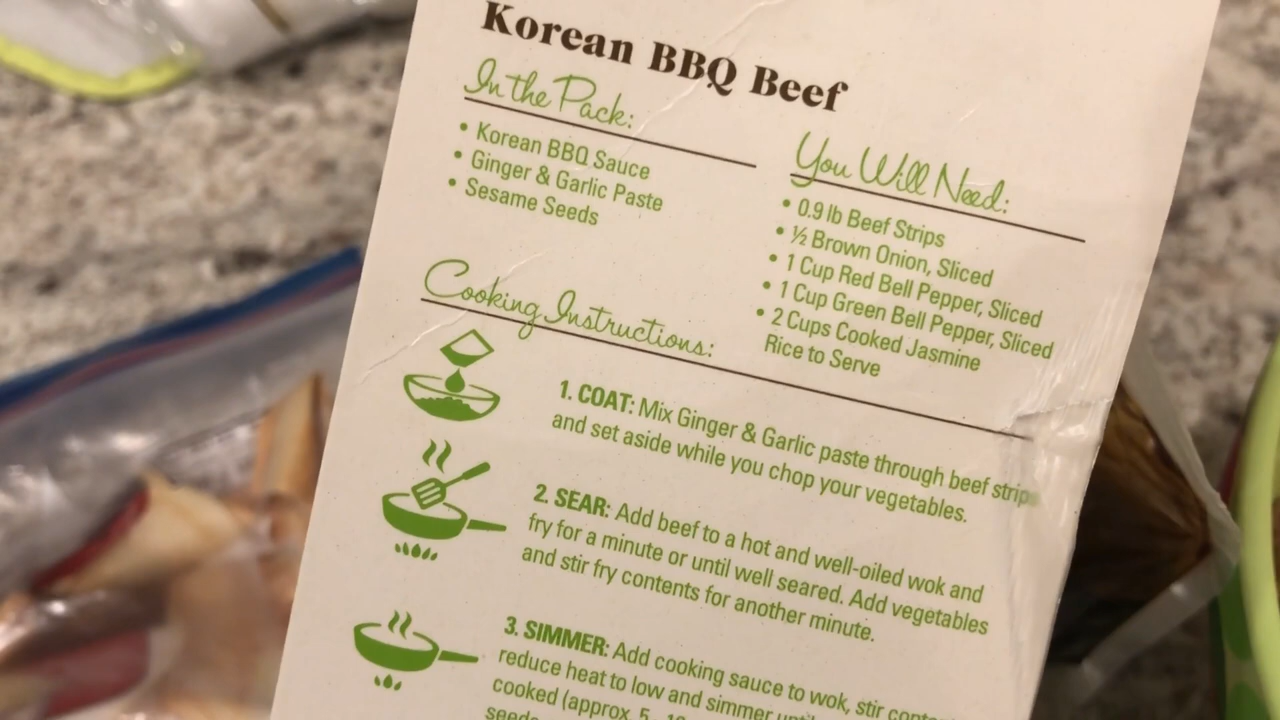 Korean BBQ Beef
In the Pack:
• Korean BBQ Sauce
• Ginger & Garlic Paste
• Sesame Seeds
You Will Need:
• 0.9 lb Beef Strips
• ½ Brown Onion, Sliced
• 1 Cup Red Bell Pepper, Sliced
• 1 Cup Green Bell Pepper, Sliced
• 2 Cups Cooked Jasmine
Rice to Serve
Cooking Instructions:
1. COAT: Mix Ginger & Garlic paste through beef strips
and set aside while you chop your vegetables.
2. SEAR: Add beef to a hot and well-oiled wok and
fry for a minute or until well seared. Add vegetables
and stir fry contents for another minute.
3. SIMMER: Add cooking sauce to wok, stir
reduce heat to low and simmer until
cooked (approx. 5